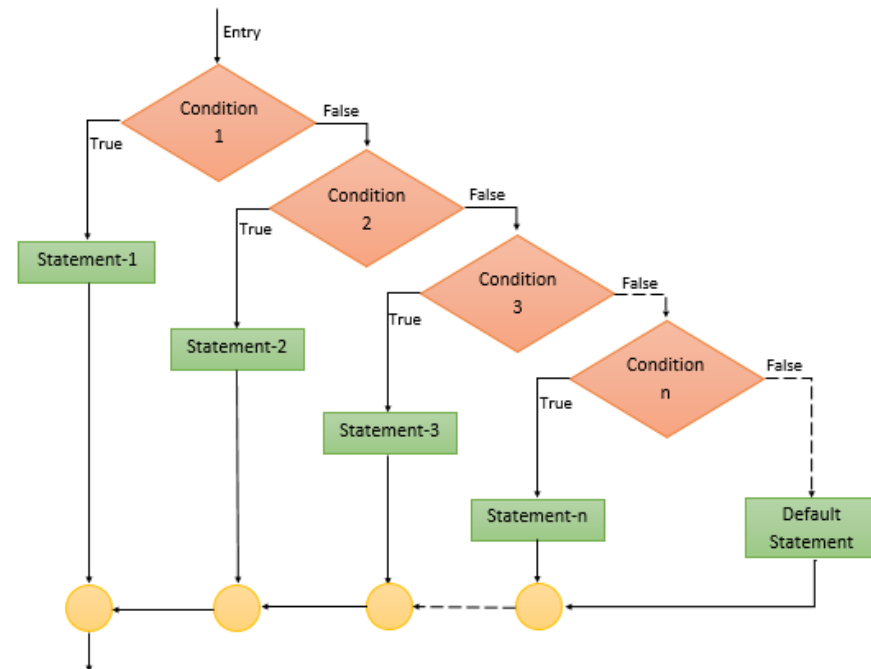 Entry
Condition
1
True
False
Condition
2
True
False
Statement-1
Condition
3
True
False
Statement-2
Condition
n
True
False
Statement-3
Statement-n
Default
Statement